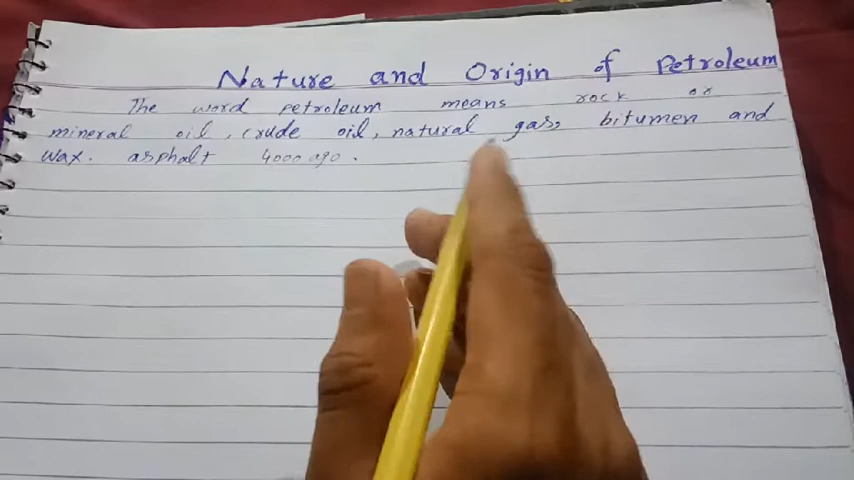 Nature and Origin of Petroleum
The word petroleum means rock or
mineral oil, crude oil, natural gas, bitumen and
wax. asphalt 4000 ago.